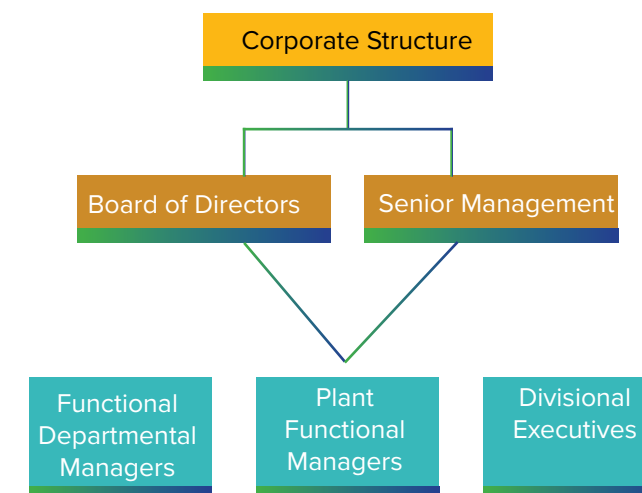 Corporate Structure
Board of Directors
Senior Management
Functional
Departmental
Managers
Plant
Functional
Managers
Divisional
Executives